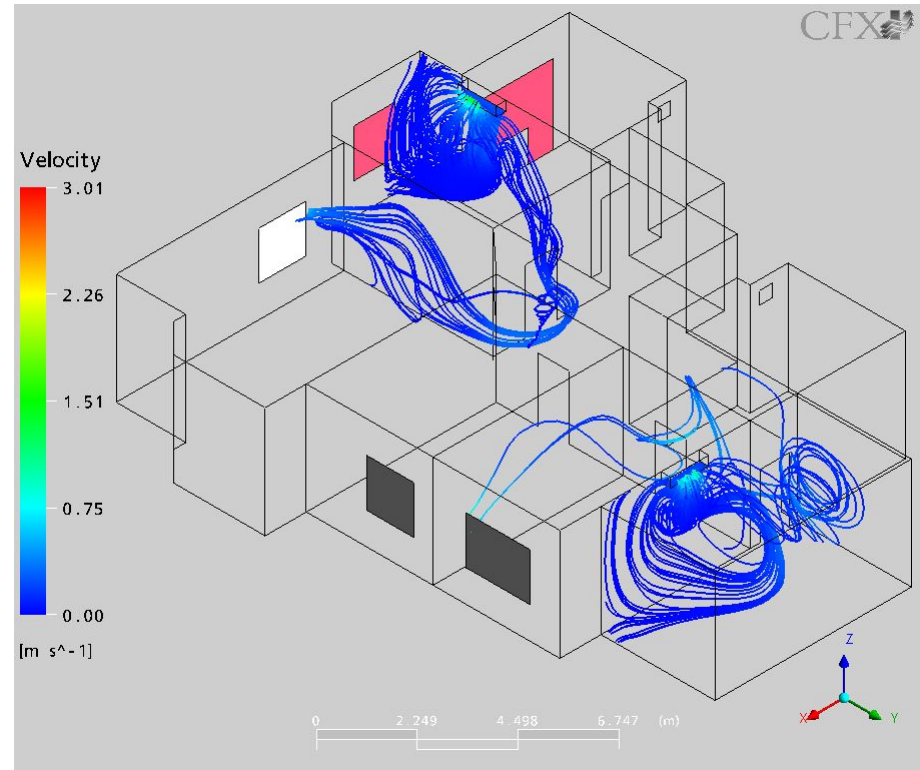 CFX
Velocity
3.01
2.26
1.51
0.75
0.00
[m s^-1]
Z
X
Y
0 2.249 4.498 6.747 (m)